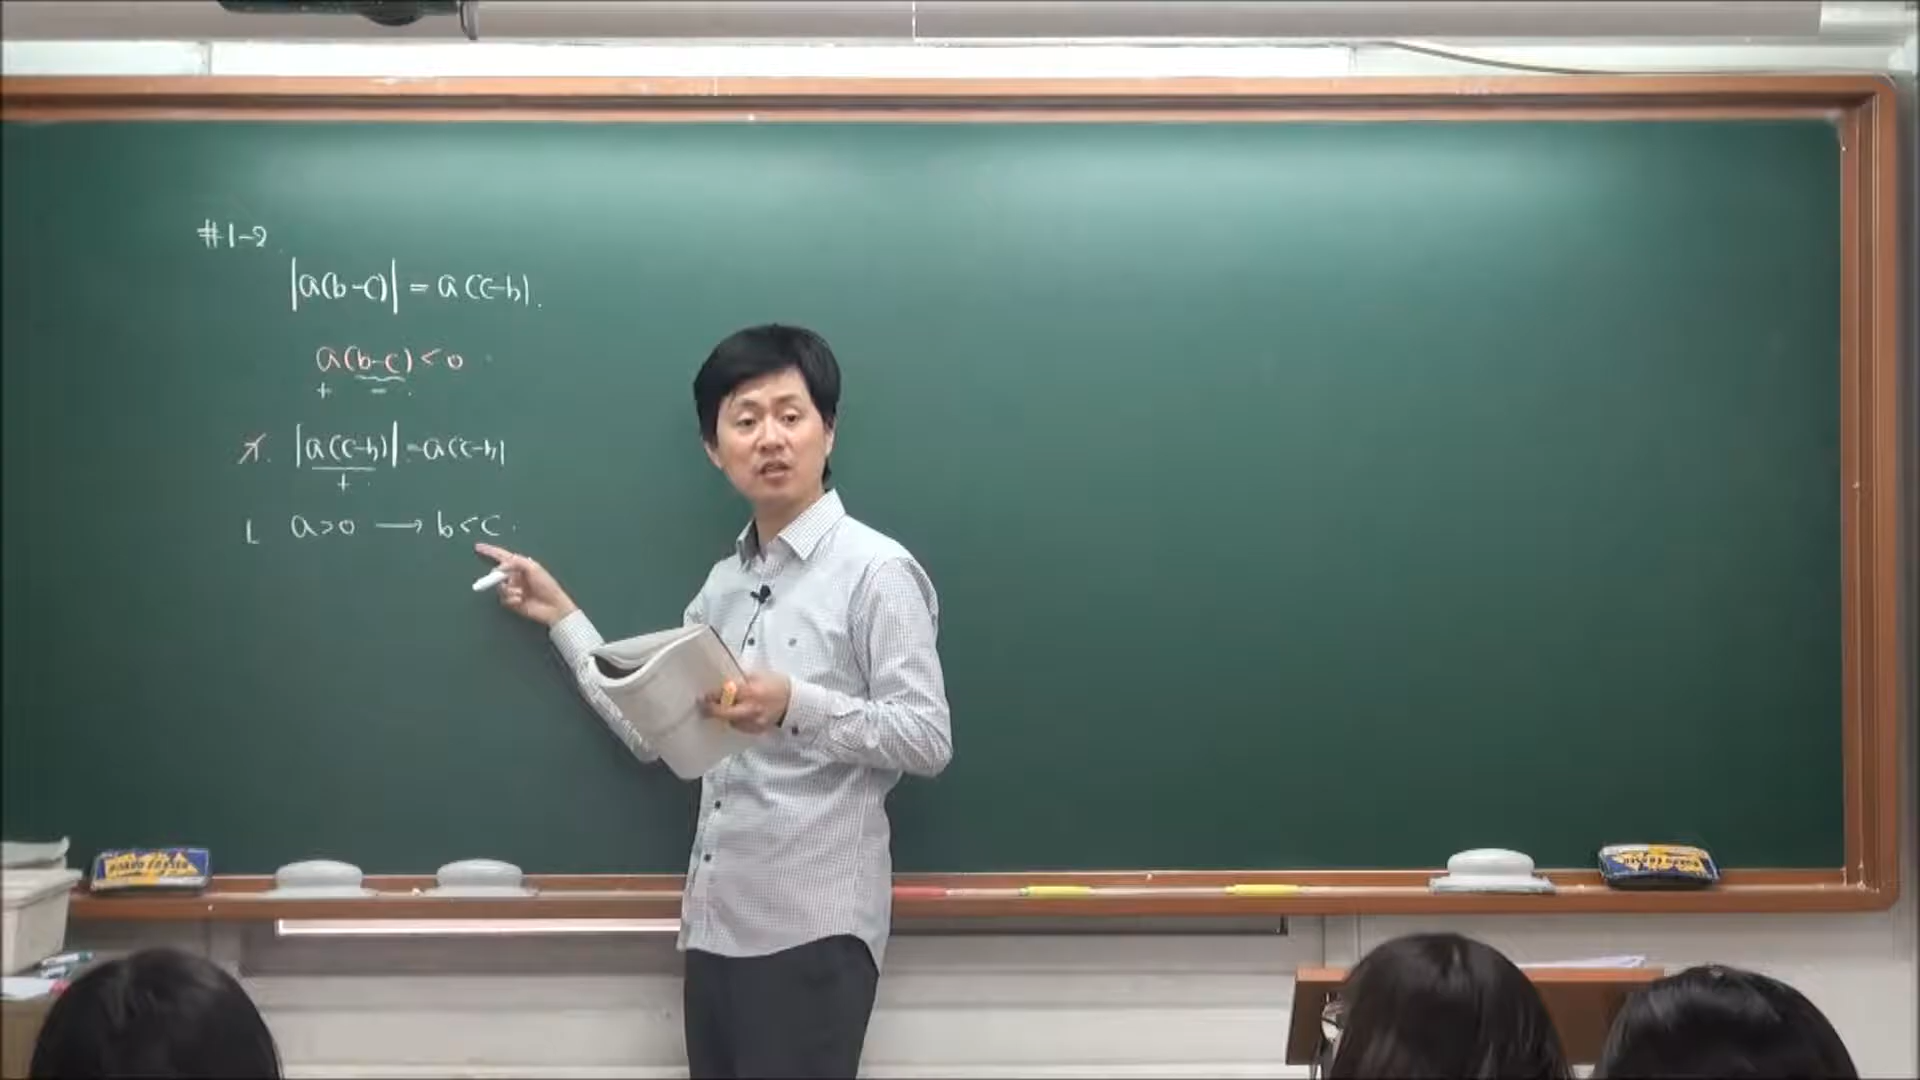 #1-2
|a(b-c)| = a(c-b).
a(b-c) < 0
+ -
ㄱ. |a(c-b)| = a(c-b)
+
ㄴ a>0 → b<c.